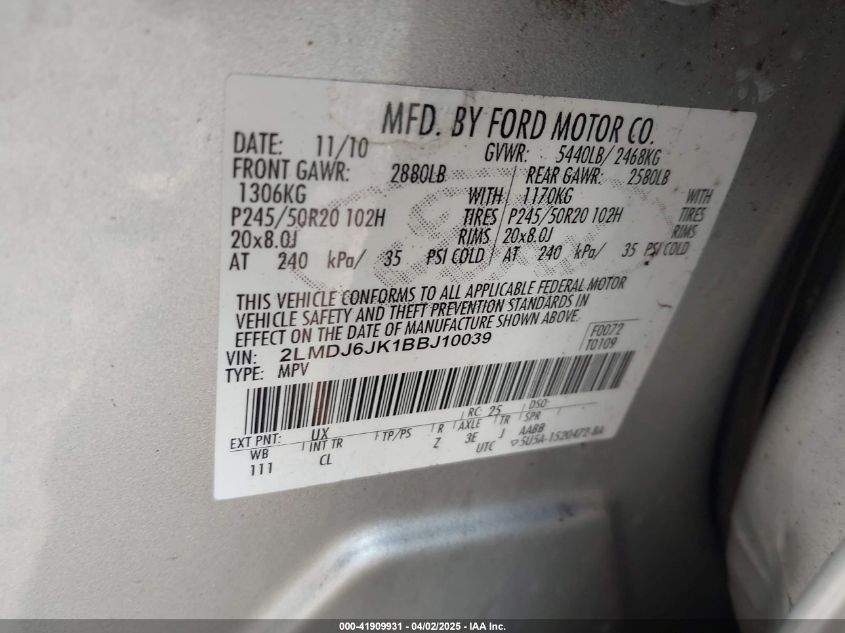 MFD. BY FORD MOTOR CO.
DATE: 11/10 GVWR: 5440LB/ 2468KG
FRONT GAWR: 2880LB REAR GAWR: 2580LB
1306KG WITH 1170KG WITH
P245/50R20 102H TIRES P245/50R20 102H TIRES
20x8.0J RIMS 20x8.0J RIMS
AT 240 kPa/ 35 PSI COLD AT 240 kPa/ 35 PSI COLD
THIS VEHICLE CONFORMS TO ALL APPLICABLE FEDERAL MOTOR
VEHICLE SAFETY AND THEFT PREVENTION STANDARDS IN
EFFECT ON THE DATE OF MANUFACTURE SHOWN ABOVE.
F0072
T0109
VIN: 2LMDJ6JK1BBJ10039
TYPE: MPV
EXT PNT: UX RC: 25 DSO:
WB INT TR TP/PS R AXLE TR SPR
111 CL Z 3E J AABB
UTC 5U5A-1520472-BA
000-41909931 - 04/02/2025 - IAA Inc.